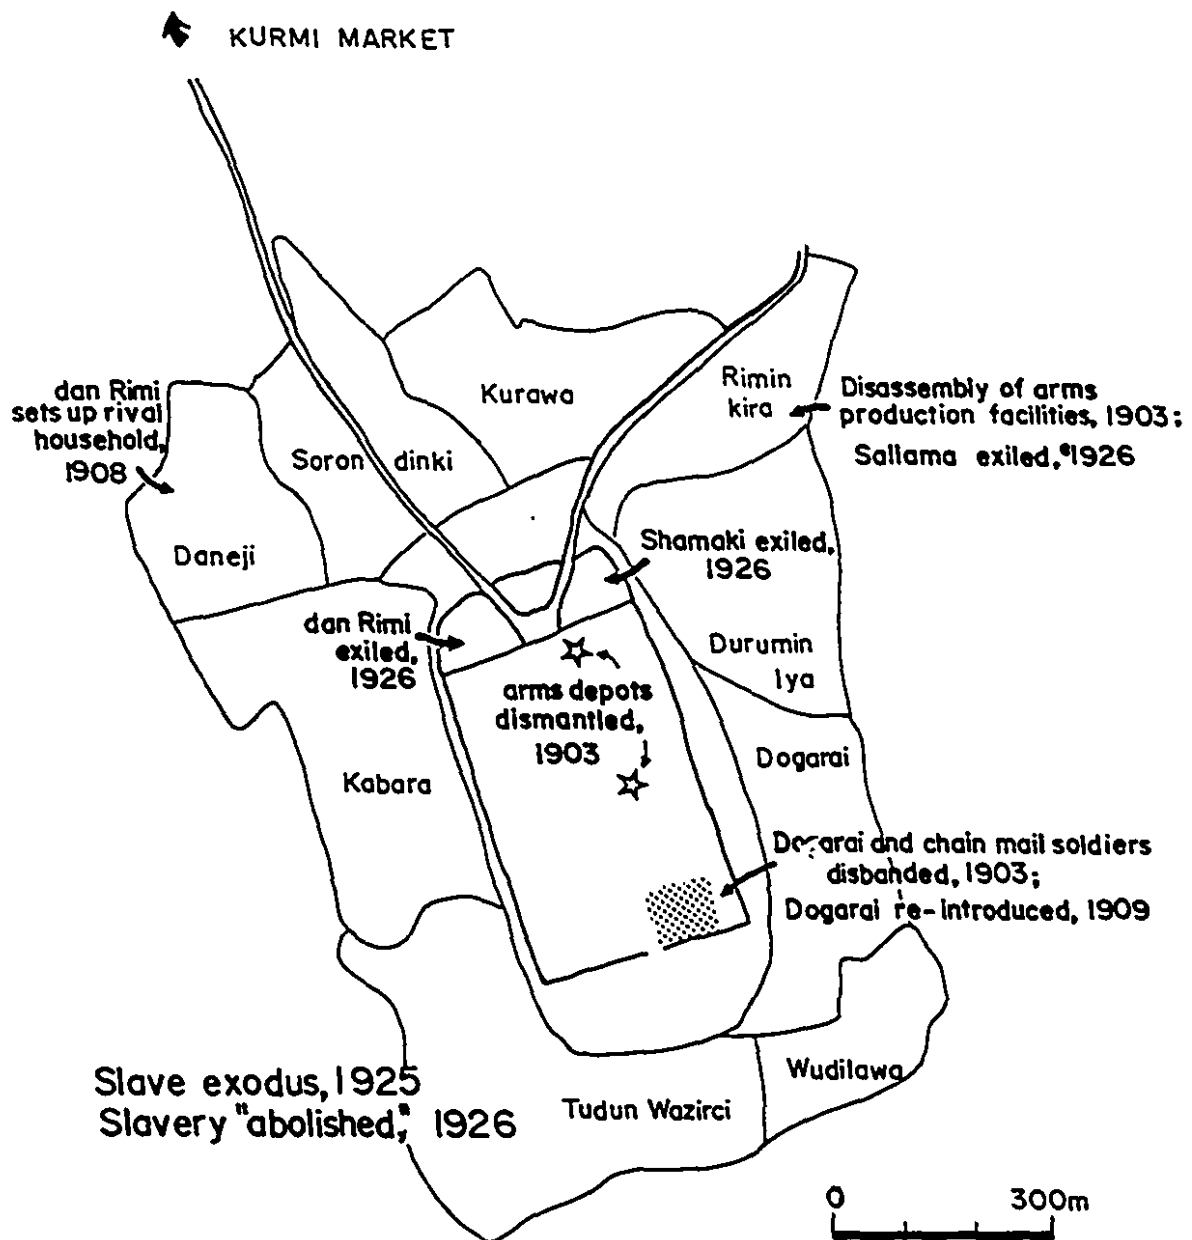 KURMI MARKET
dan Rimi
sets up rival
household,
1908
Kurawa
Rimin
kira
Disassembly of arms
production facilities, 1903;
Sallama exiled, 1926
Soron dinki
Daneji
Shamaki exiled,
1926
dan Rimi
exiled,
1926
Durumin
Iya
arms depots
dismantled,
1903
Kabara
Dogarai
Dogarai and chain mail soldiers
disbanded, 1903;
Dogarai re-introduced, 1909
Slave exodus, 1925
Slavery "abolished," 1926
Tudun Wazirci
Wudilawa
0 300m